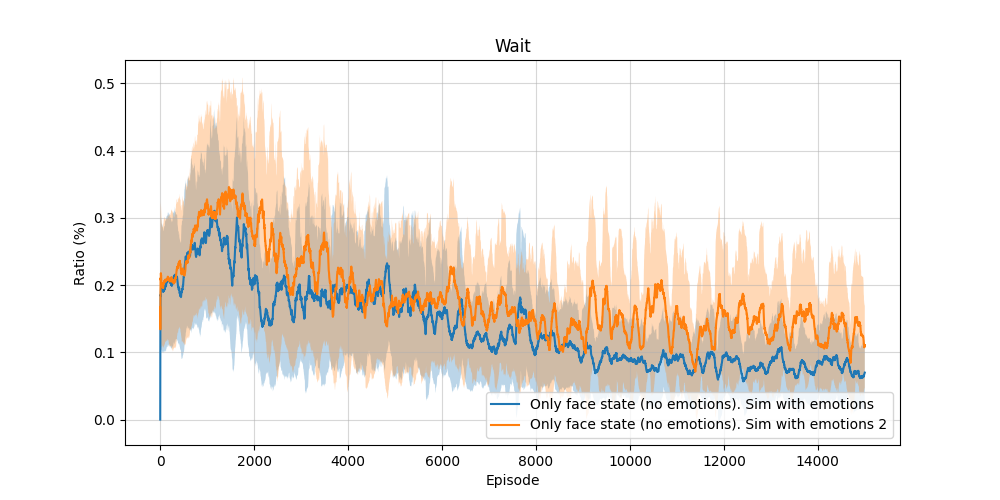 Wait
0.5
0.4
0.3
0.2
0.1
0.0
Ratio (%)
0 2000 4000 6000 8000 10000 12000 14000
Episode
Only face state (no emotions). Sim with emotions
Only face state (no emotions). Sim with emotions 2